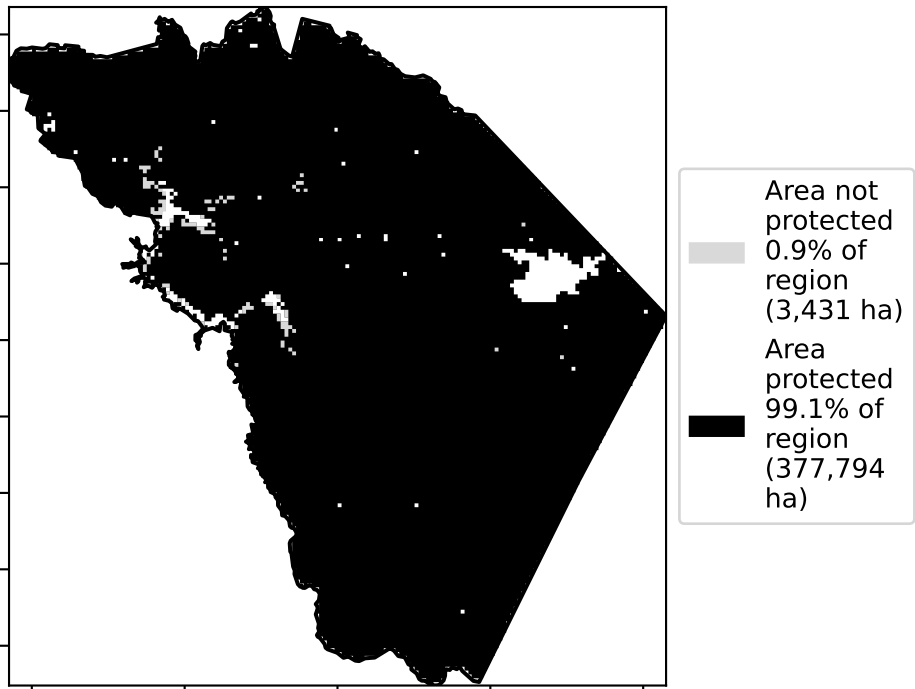 Area not
protected
0.9% of
region
(3,431 ha)
Area
protected
99.1% of
region
(377,794
ha)